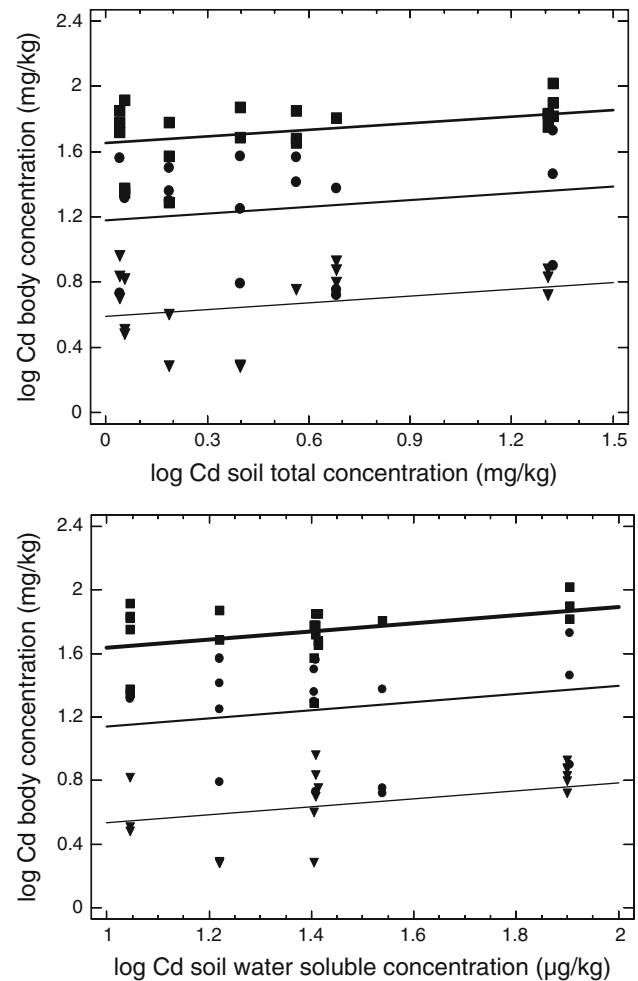 log Cd body concentration (mg/kg)
2.4
2
1.6
1.2
0.8
0.4
0
0 0.3 0.6 0.9 1.2 1.5
log Cd soil total concentration (mg/kg)
log Cd body concentration (mg/kg)
2.4
2
1.6
1.2
0.8
0.4
0
1 1.2 1.4 1.6 1.8 2
log Cd soil water soluble concentration (μg/kg)